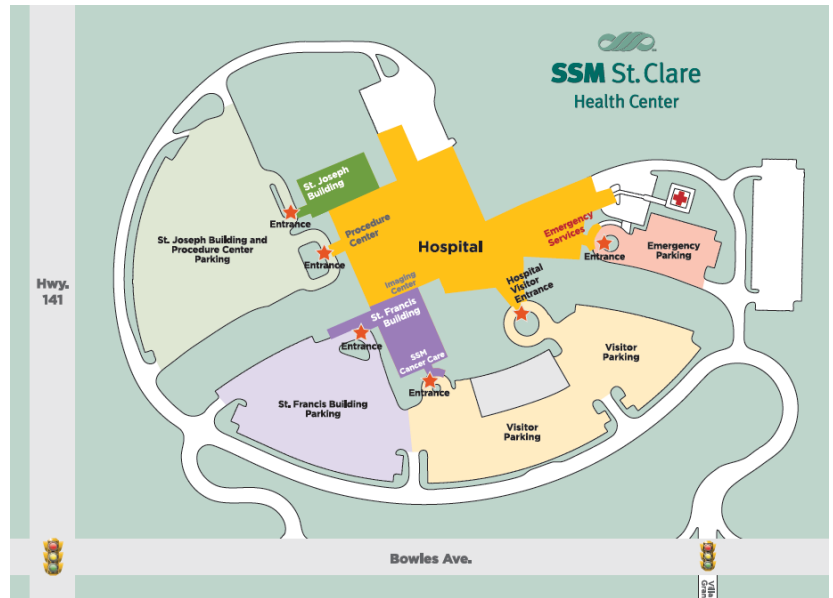 SSM St. Clare
Health Center
St. Joseph
Building
Entrance
Procedure
Center
Entrance
St. Joseph Building and
Procedure Center
Parking
Hospital
Emergency
Services
Entrance
Emergency
Parking
Imaging
Center
Hospital
Visitor
Entrance
Hwy.
141
St. Francis
Building
Entrance
SSM
Cancer Care
Entrance
Visitor
Parking
St. Francis Building
Parking
Visitor
Parking
Bowles Ave.